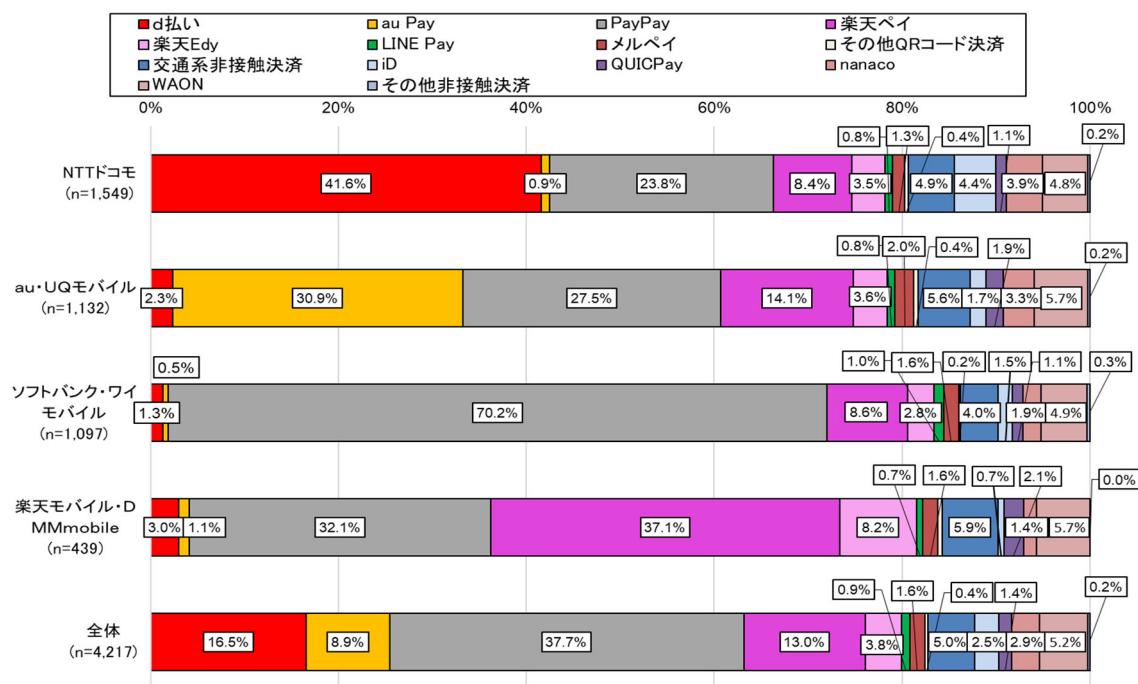 d払い au Pay PayPay 楽天ペイ
楽天Edy LINE Pay メルペイ その他QRコード決済
交通系非接触決済 iD QUICPay nanaco
WAON その他非接触決済
0% 20% 40% 60% 80% 100%
0.8% 1.3% 0.4% 1.1% 0.2%
NTTドコモ
(n=1,549)
41.6% 0.9% 23.8% 8.4% 3.5% 4.9% 4.4% 3.9% 4.8%
0.8% 2.0% 0.4% 1.9% 0.2%
au・UQモバイル
(n=1,132)
2.3% 30.9% 27.5% 14.1% 3.6% 5.6% 1.7% 3.3% 5.7%
0.5% 1.0% 1.6% 0.2% 1.5% 1.1% 0.3%
ソフトバンク・ワイ
モバイル
(n=1,097)
1.3% 70.2% 8.6% 2.8% 4.0% 1.9% 4.9%
0.7% 1.6% 0.7% 2.1% 0.0%
楽天モバイル・D
MMmobile
(n=439)
3.0% 1.1% 32.1% 37.1% 8.2% 5.9% 1.4% 5.7%
0.9% 1.6% 0.4% 1.4% 0.2%
全体
(n=4,217)
16.5% 8.9% 37.7% 13.0% 3.8% 5.0% 2.5% 2.9% 5.2%